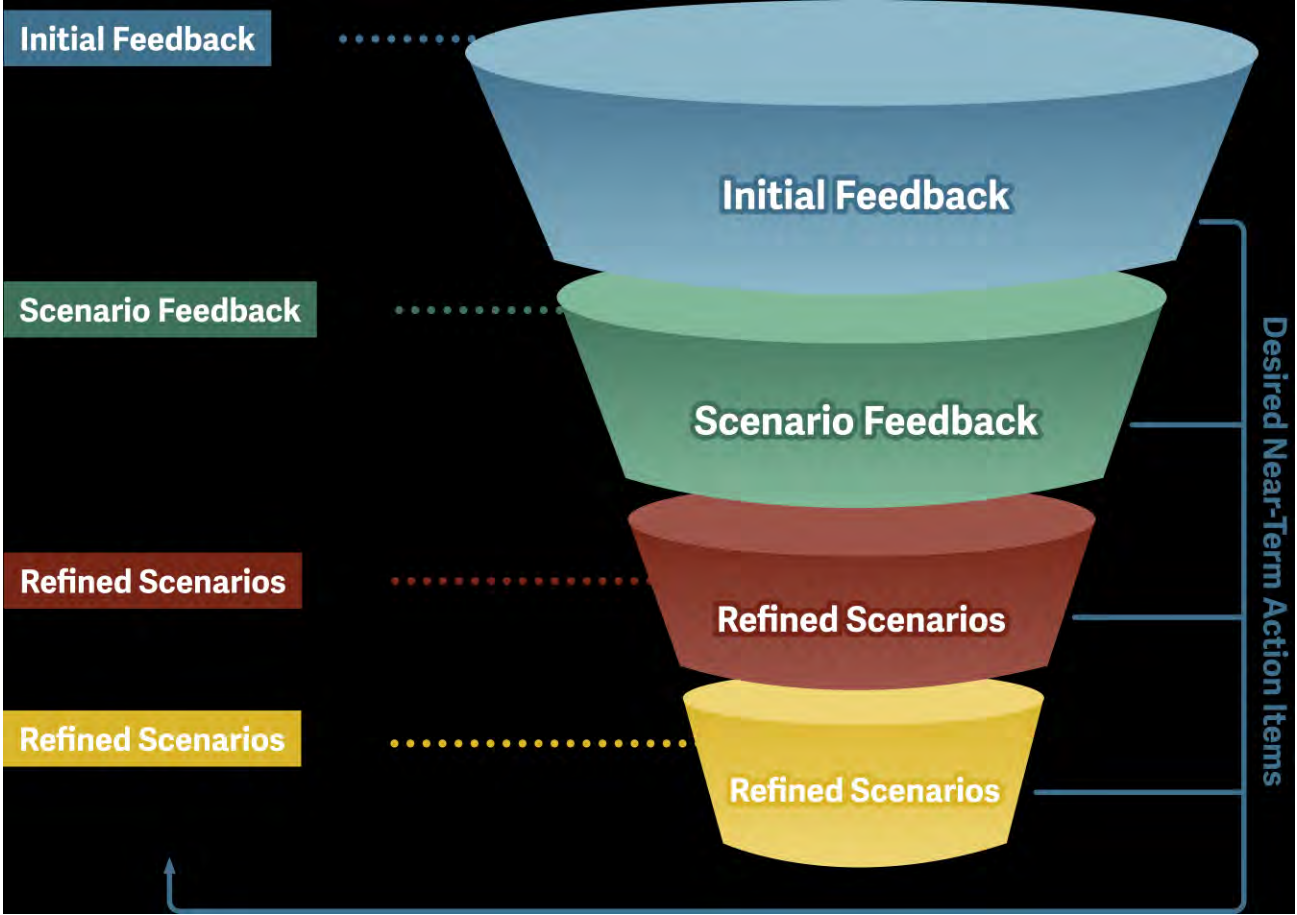 Initial Feedback
Initial Feedback
Scenario Feedback
Scenario Feedback
Refined Scenarios
Refined Scenarios
Refined Scenarios
Refined Scenarios
Desired Near-Term Action Items